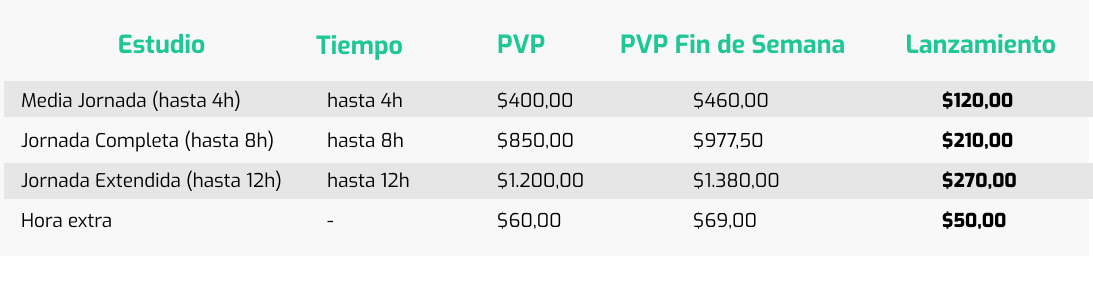 Estudio Tiempo PVP PVP Fin de Semana Lanzamiento
Media Jornada (hasta 4h) hasta 4h $400,00 $460,00 $120,00
Jornada Completa (hasta 8h) hasta 8h $850,00 $977,50 $210,00
Jornada Extendida (hasta 12h) hasta 12h $1.200,00 $1.380,00 $270,00
Hora extra - $60,00 $69,00 $50,00